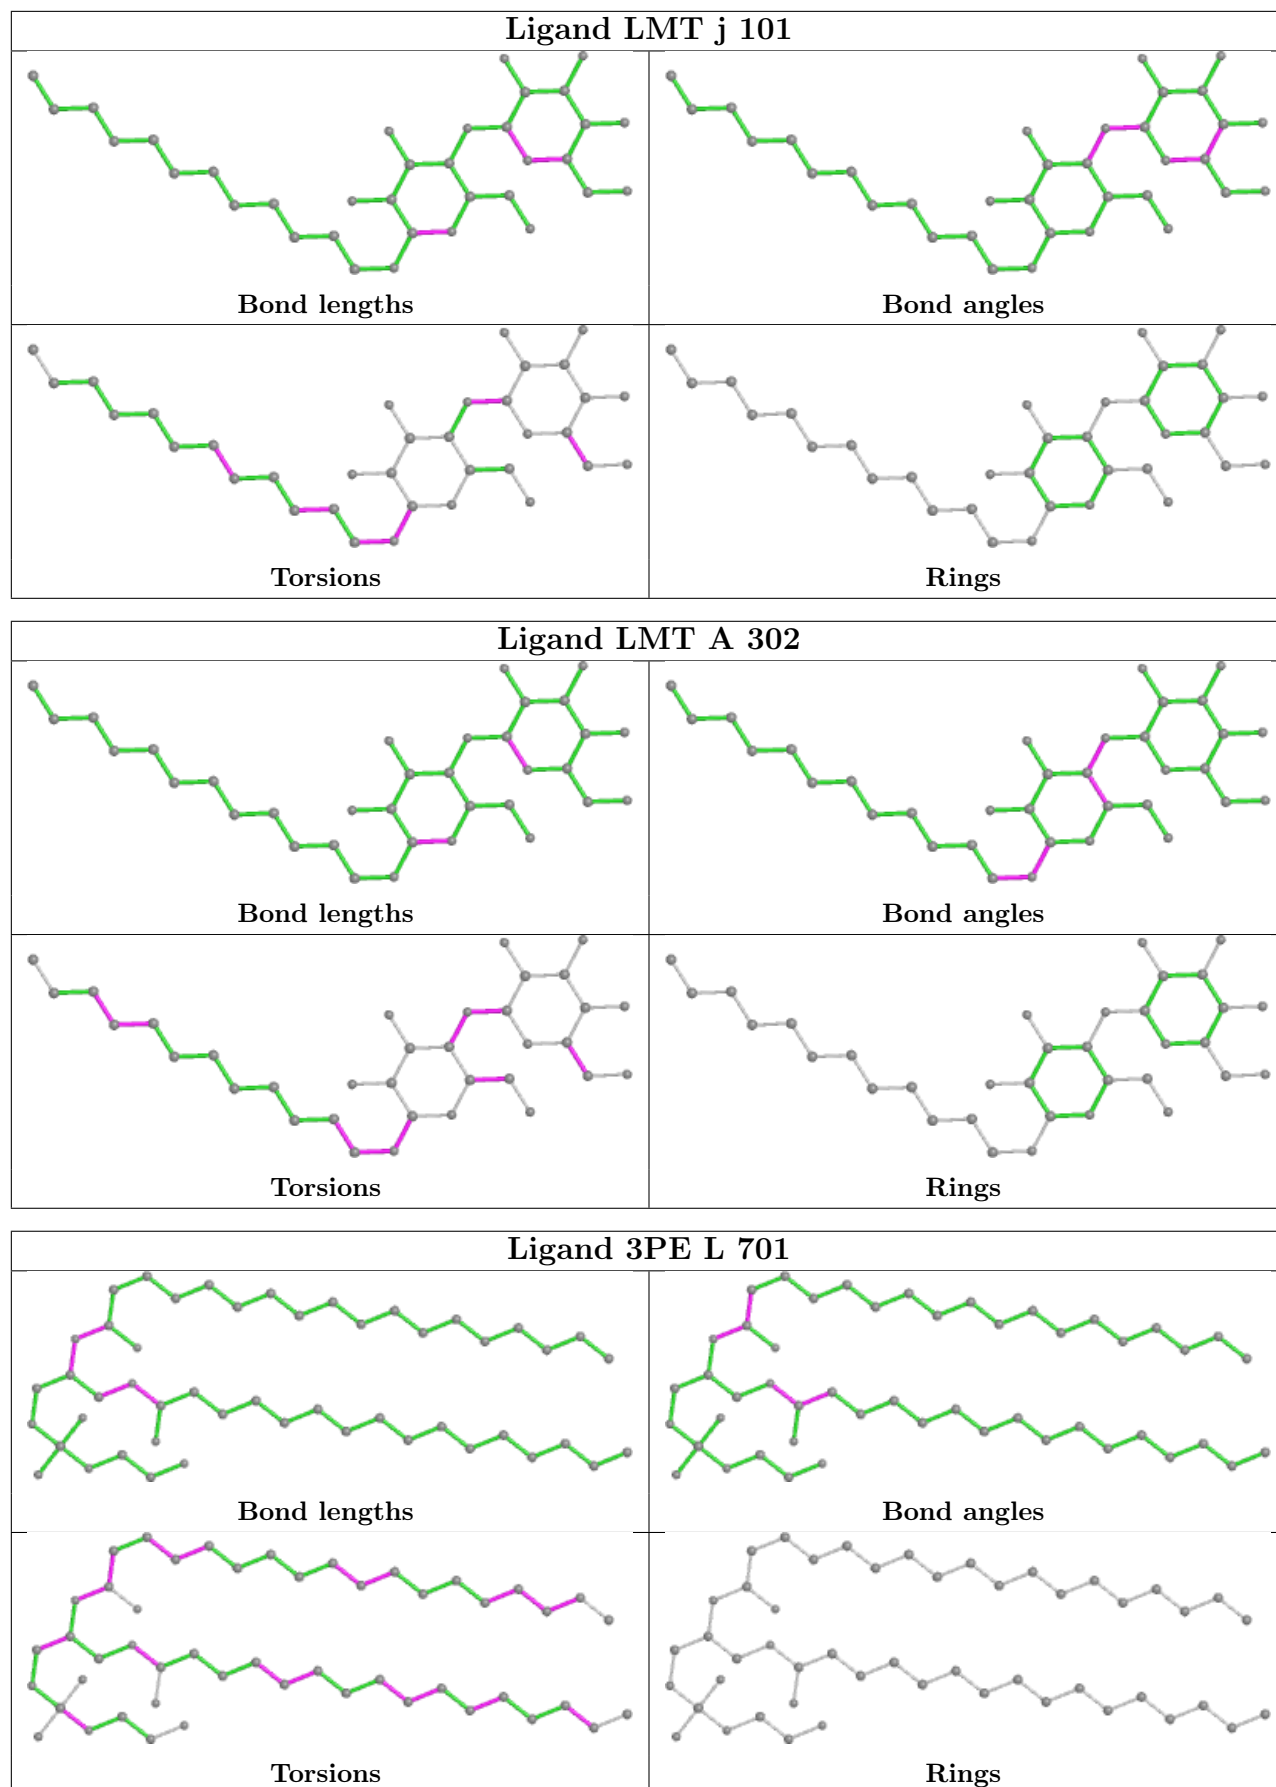 Ligand LMT j 101
Bond lengths
Bond angles
Torsions
Rings
Ligand LMT A 302
Bond lengths
Bond angles
Torsions
Rings
Ligand 3PE L 701
Bond lengths
Bond angles
Torsions
Rings